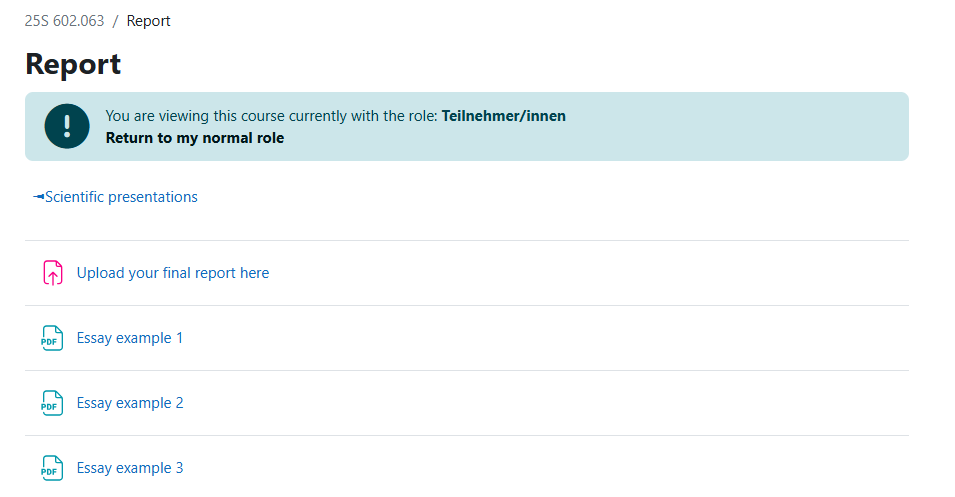 25S 602.063 / Report
Report
You are viewing this course currently with the role: Teilnehmer/innen
Return to my normal role
Scientific presentations
Upload your final report here
PDF Essay example 1
PDF Essay example 2
PDF Essay example 3